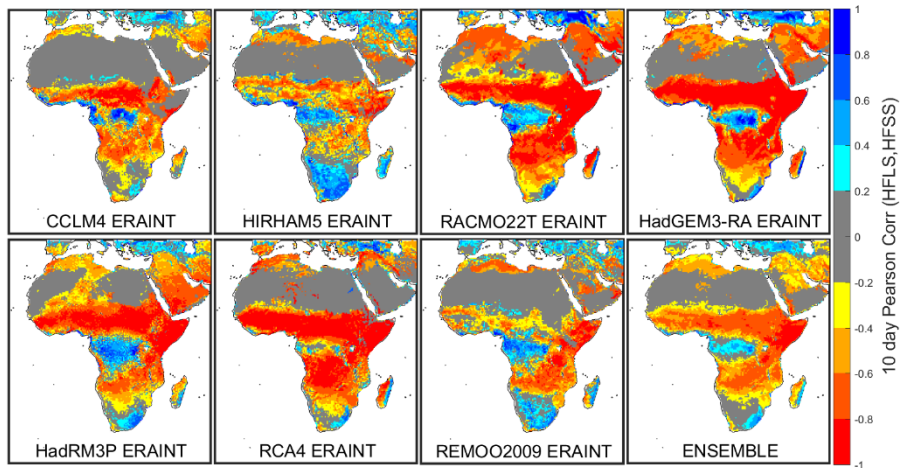 CCLM4 ERAINT
HIRHAM5 ERAINT
RACMO22T ERAINT
HadGEM3-RA ERAINT
HadRM3P ERAINT
RCA4 ERAINT
REMOO2009 ERAINT
ENSEMBLE
1
0.8
0.6
0.4
0.2
0
-0.2
-0.4
-0.6
-0.8
-1
10 day Pearson Corr (HFLS,HFSS)